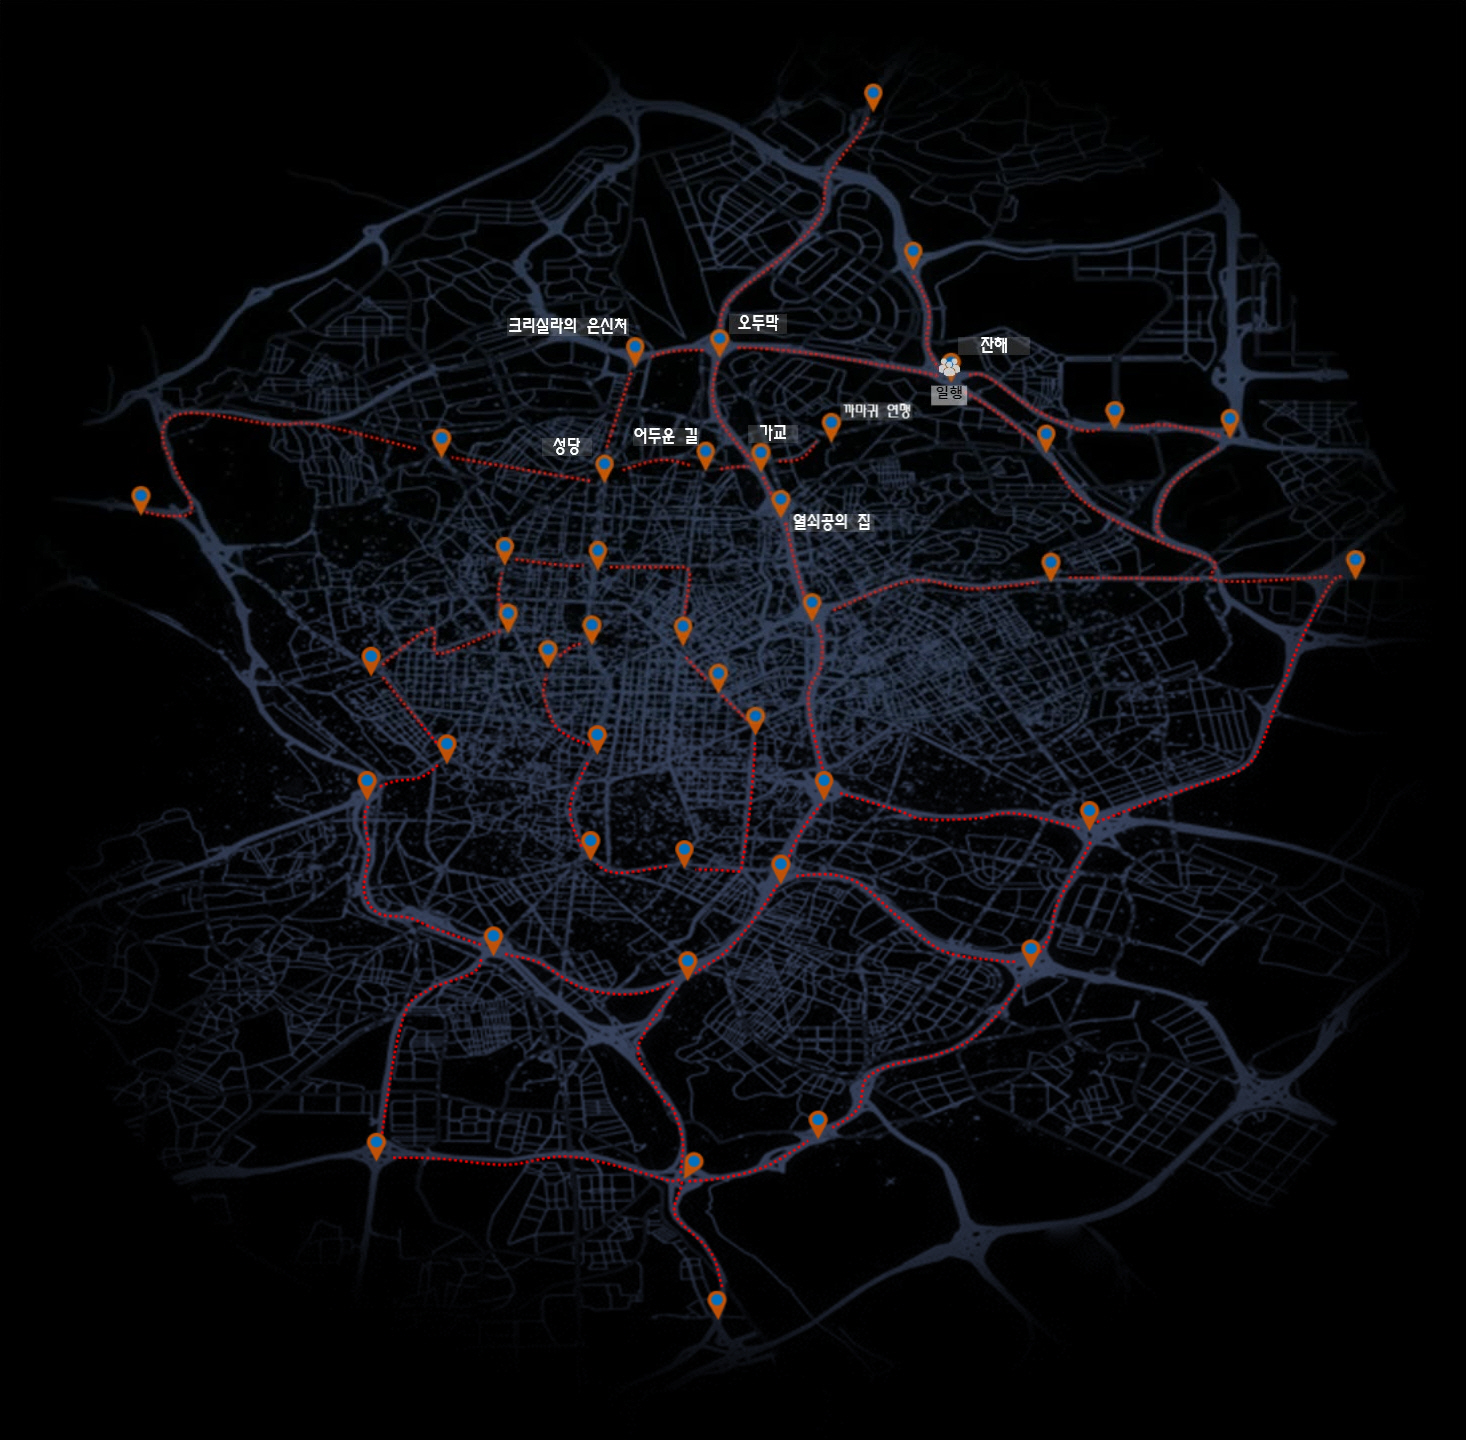 오두막
크리실라의 은신처
잔해
일행
까마귀 연맹
어두운 길
가교
성당
열쇠공의 집